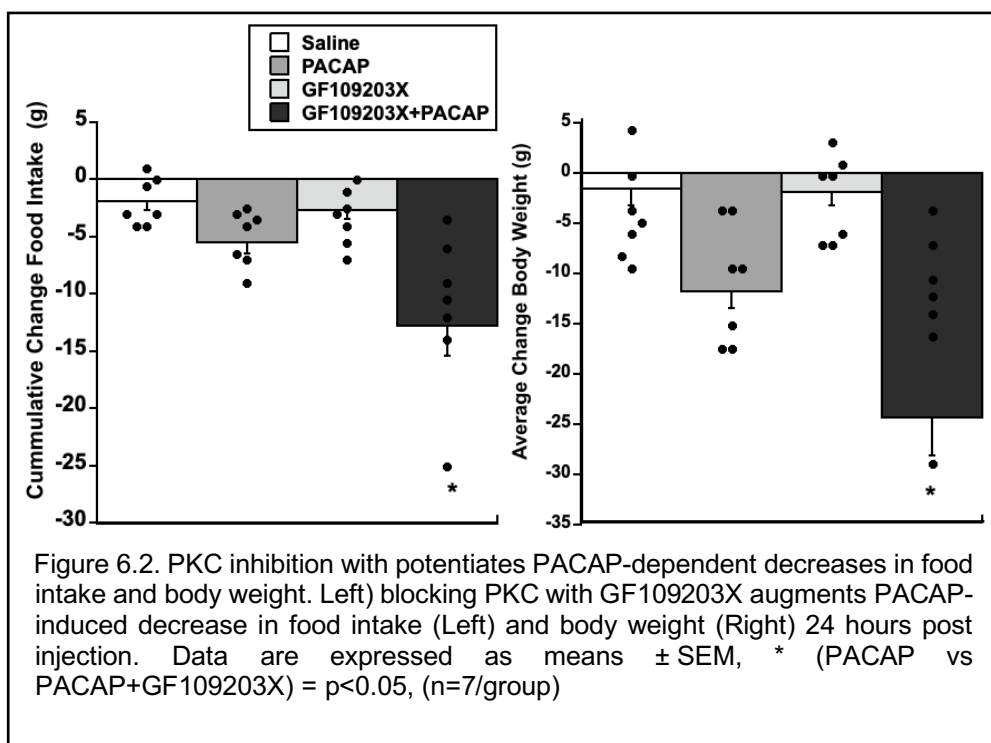 Saline
PACAP
GF109203X
GF109203X+PACAP
Cummulative Change Food Intake (g)
5
0
-5
-10
-15
-20
-25
-30
*
Average Change Body Weight (g)
5
0
-5
-10
-15
-20
-25
-30
-35
*
Figure 6.2. PKC inhibition with potentiates PACAP-dependent decreases in food
intake and body weight. Left) blocking PKC with GF109203X augments PACAP-
induced decrease in food intake (Left) and body weight (Right) 24 hours post
injection. Data are expressed as means ± SEM, * (PACAP vs
PACAP+GF109203X) = p<0.05, (n=7/group)